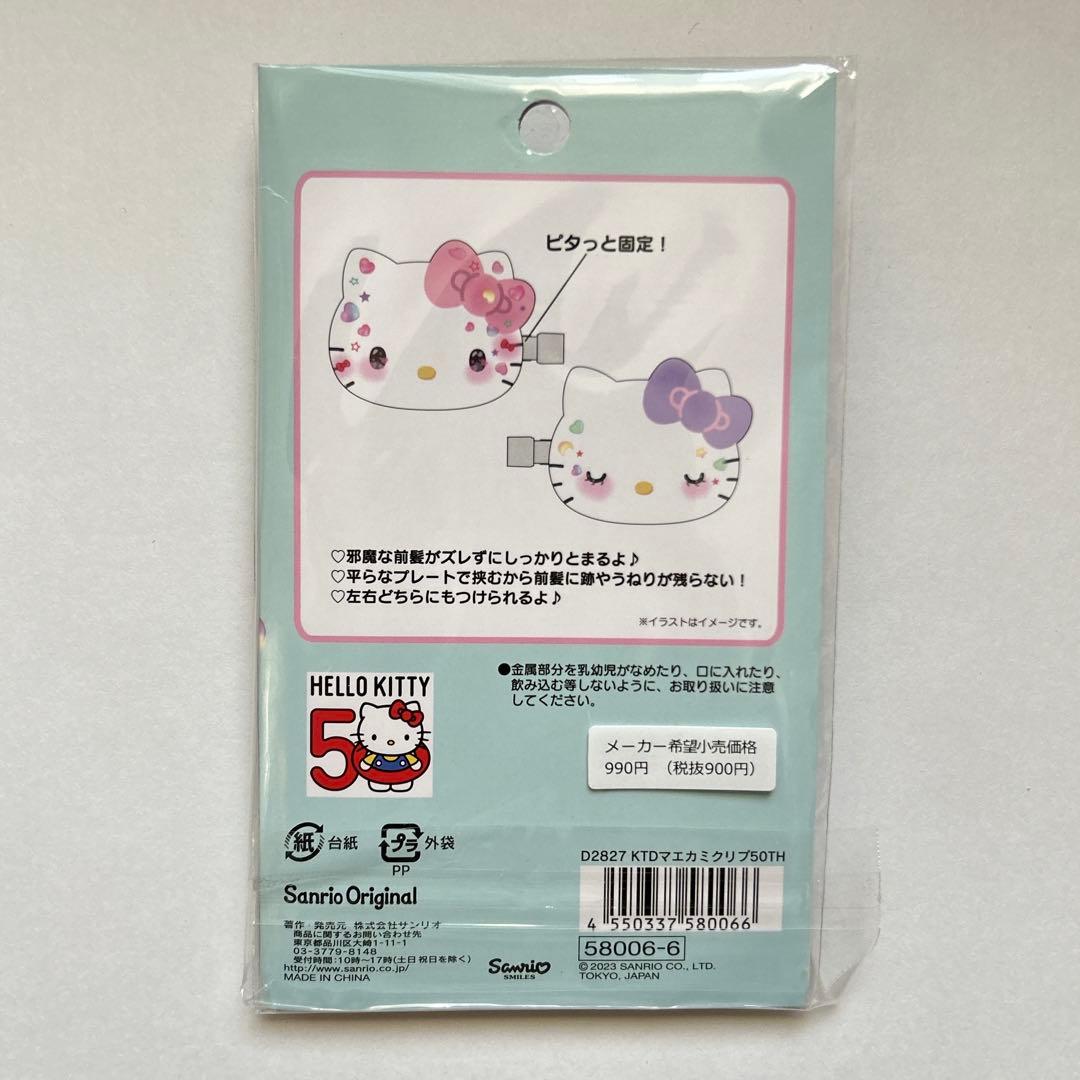 ピタっと固定！
♡邪魔な前髪がズレずにしっかりとまるよ♪
♡平らなプレートで挟むから前髪に跡やうねりが残らない！
♡左右どちらにもつけられるよ♪
※イラストはイメージです。
●金属部分を乳幼児がなめたり、口に入れたり、
飲み込む等しないように、お取り扱いに注意
してください。
HELLO KITTY
50
メーカー希望小売価格
990円 （税抜900円）
紙 台紙
プラ 外袋
PP
D2827 KTDマエカミクリプ50TH
4 550337 580066
58006-6
©2023 SANRIO CO., LTD.
TOKYO, JAPAN
Sanrio Original
著作・発売元 株式会社サンリオ
商品に関するお問い合わせ先
東京都品川区大崎1-11-1
03-3779-8148
受付時間：10時～17時(土日祝日を除く)
http://www.sanrio.co.jp/
MADE IN CHINA
Sanrio
SMILES